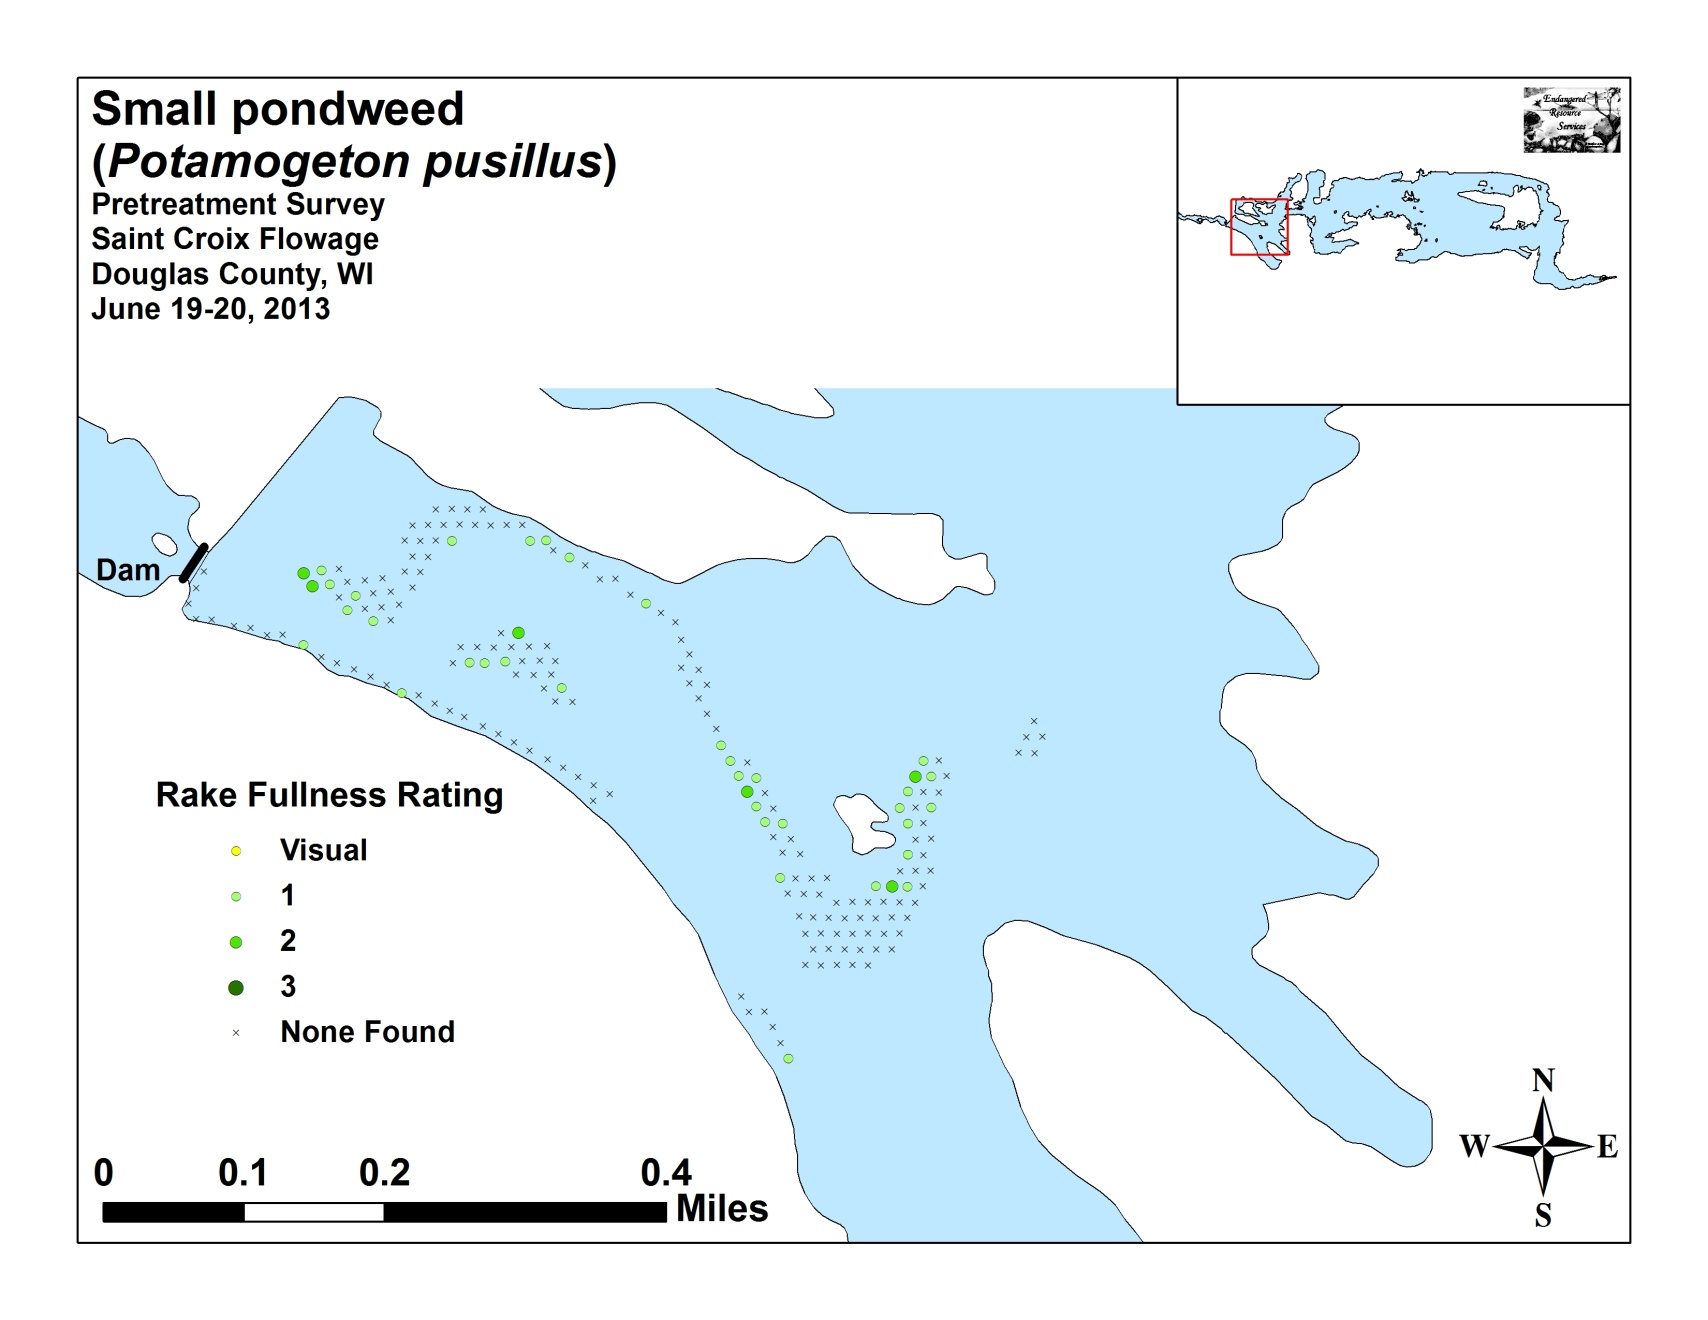 Small pondweed
(Potamogeton pusillus)
Pretreatment Survey
Saint Croix Flowage
Douglas County, WI
June 19-20, 2013
Endangered
Resource
Services
Dam
Rake Fullness Rating
Visual
1
2
3
None Found
0 0.1 0.2 0.4
Miles
N
W E
S